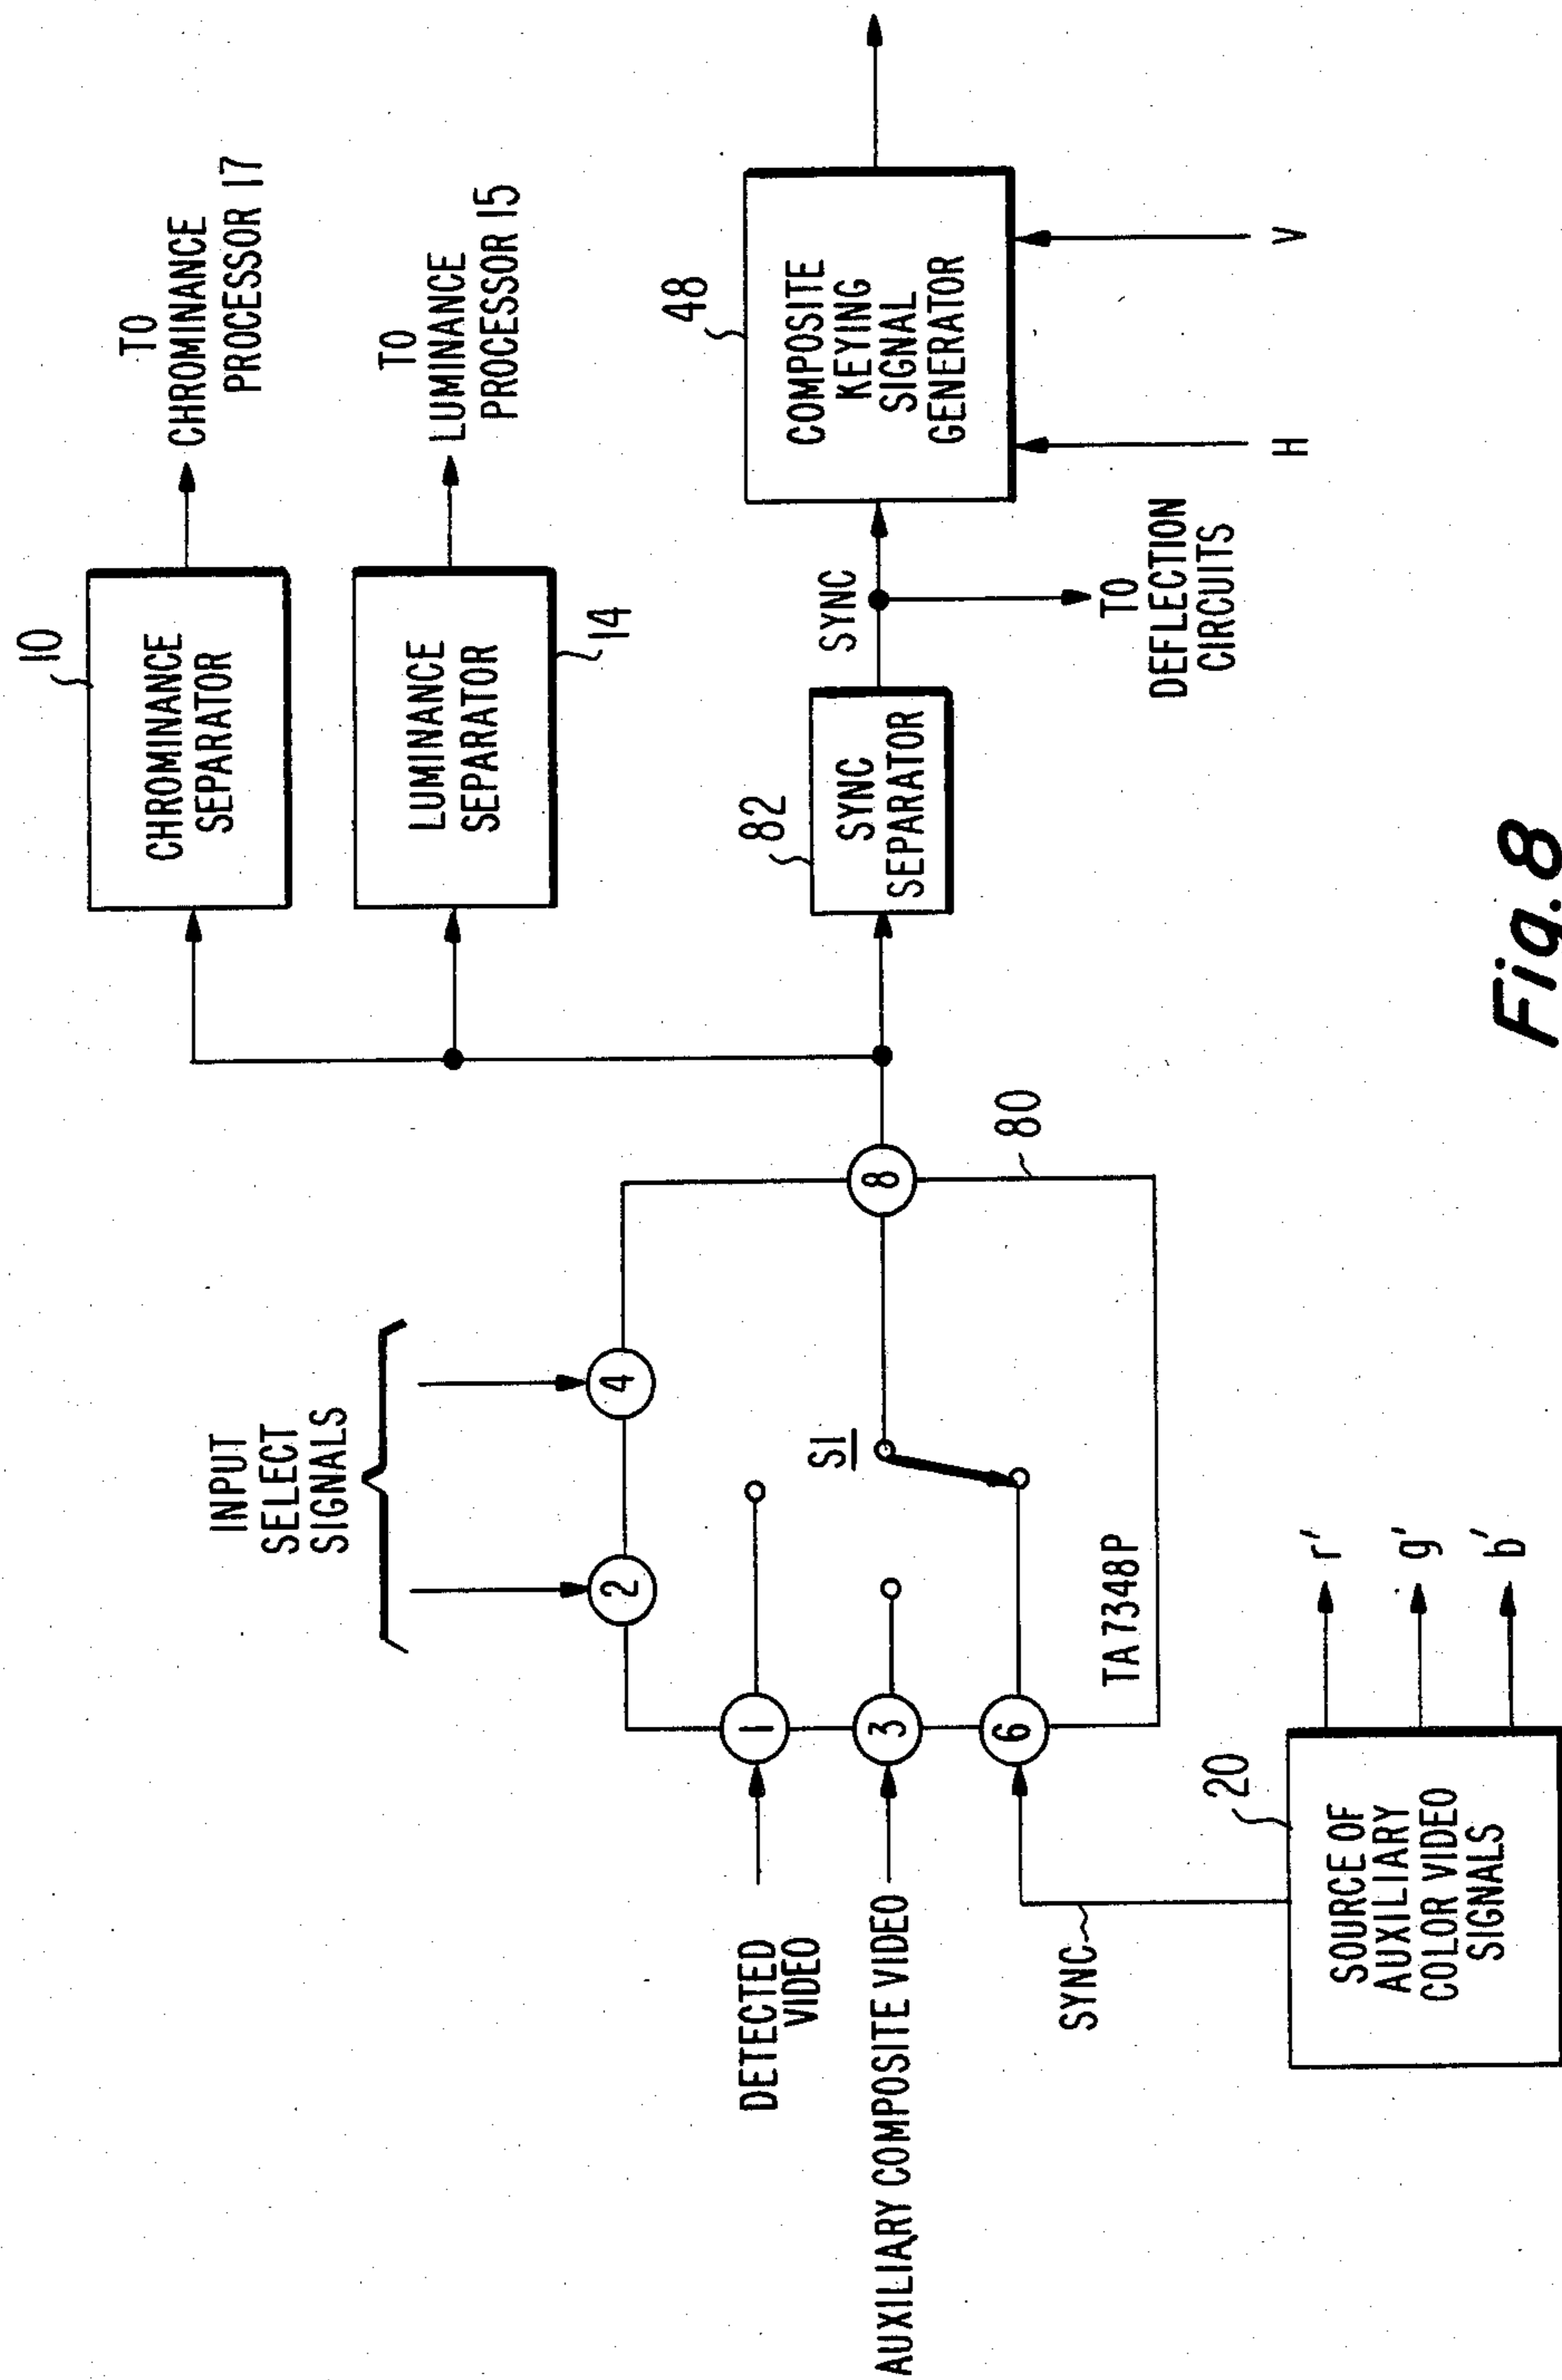 INPUT
SELECT
SIGNALS
2
4
DETECTED
VIDEO
1
AUXILIARY COMPOSITE VIDEO
3
S1
8
SYNC
6
TA7348P
80
20
SOURCE OF
AUXILIARY
COLOR VIDEO
SIGNALS
r'
g'
b'
10
CHROMINANCE
SEPARATOR
TO
CHROMINANCE
PROCESSOR 17
LUMINANCE
SEPARATOR
14
TO
LUMINANCE
PROCESSOR 15
82
SYNC
SEPARATOR
SYNC
TO
DEFLECTION
CIRCUITS
48
COMPOSITE
KEYING
SIGNAL
GENERATOR
H
V
Fig. 8